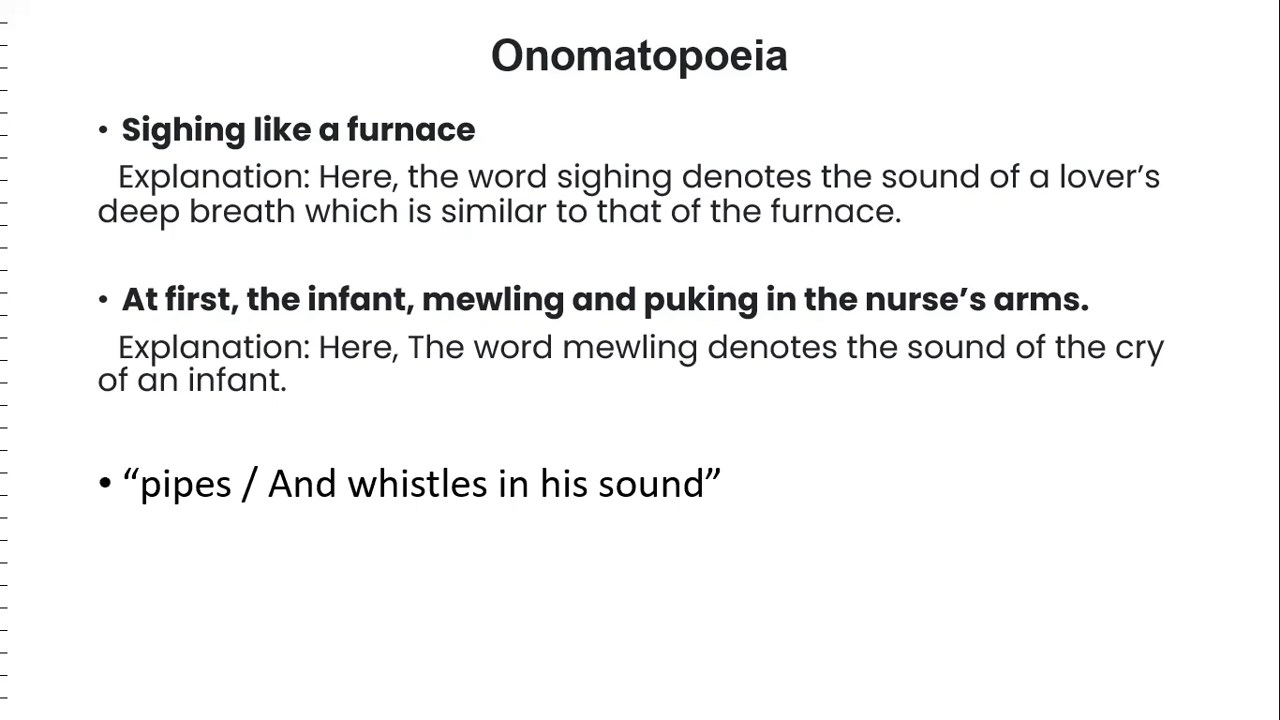 Onomatopoeia
• Sighing like a furnace
Explanation: Here, the word sighing denotes the sound of a lover’s
deep breath which is similar to that of the furnace.
• At first, the infant, mewling and puking in the nurse’s arms.
Explanation: Here, The word mewling denotes the sound of the cry
of an infant.
• “pipes / And whistles in his sound”